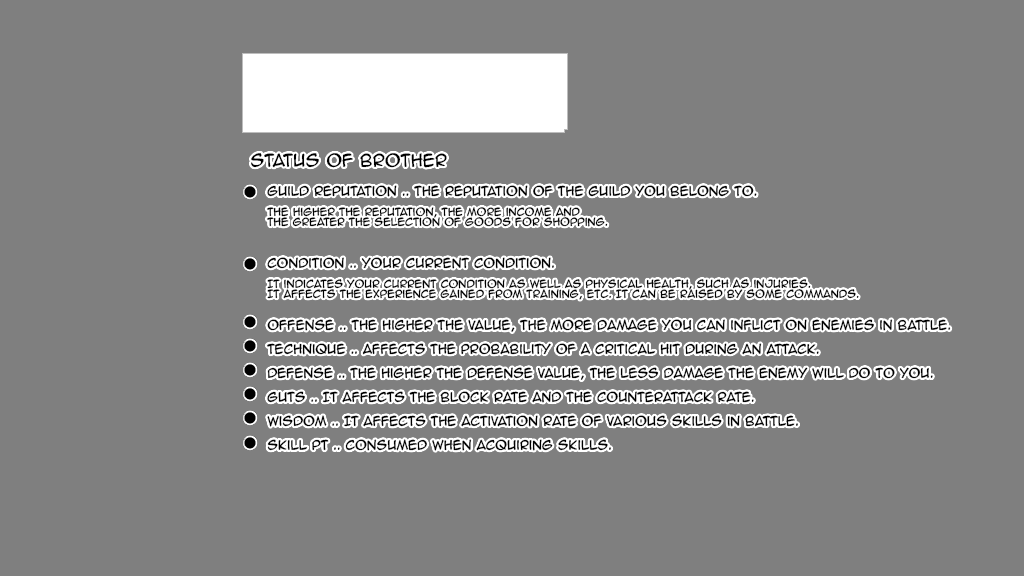 STATUS OF BROTHER
● GUILD REPUTATION .. THE REPUTATION OF THE GUILD YOU BELONG TO.
THE HIGHER THE REPUTATION, THE MORE INCOME AND
THE GREATER THE SELECTION OF GOODS FOR SHOPPING.
● CONDITION .. YOUR CURRENT CONDITION.
IT INDICATES YOUR CURRENT CONDITION AS WELL AS PHYSICAL HEALTH, SUCH AS INJURIES.
IT AFFECTS THE EXPERIENCE GAINED FROM TRAINING, ETC. IT CAN BE RAISED BY SOME COMMANDS.
● OFFENSE .. THE HIGHER THE VALUE, THE MORE DAMAGE YOU CAN INFLICT ON ENEMIES IN BATTLE.
● TECHNIQUE .. AFFECTS THE PROBABILITY OF A CRITICAL HIT DURING AN ATTACK.
● DEFENSE .. THE HIGHER THE DEFENSE VALUE, THE LESS DAMAGE THE ENEMY WILL DO TO YOU.
● GUTS .. IT AFFECTS THE BLOCK RATE AND THE COUNTERATTACK RATE.
● WISDOM .. IT AFFECTS THE ACTIVATION RATE OF VARIOUS SKILLS IN BATTLE.
● SKILL PT .. CONSUMED WHEN ACQUIRING SKILLS.